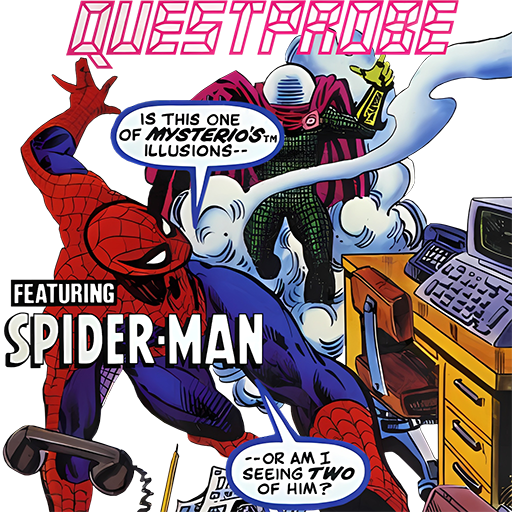 QUESTPROBE
IS THIS ONE
OF MYSTERIO'S™
ILLUSIONS--
FEATURING
SPIDER-MAN
--OR AM I
SEEING TWO
OF HIM?